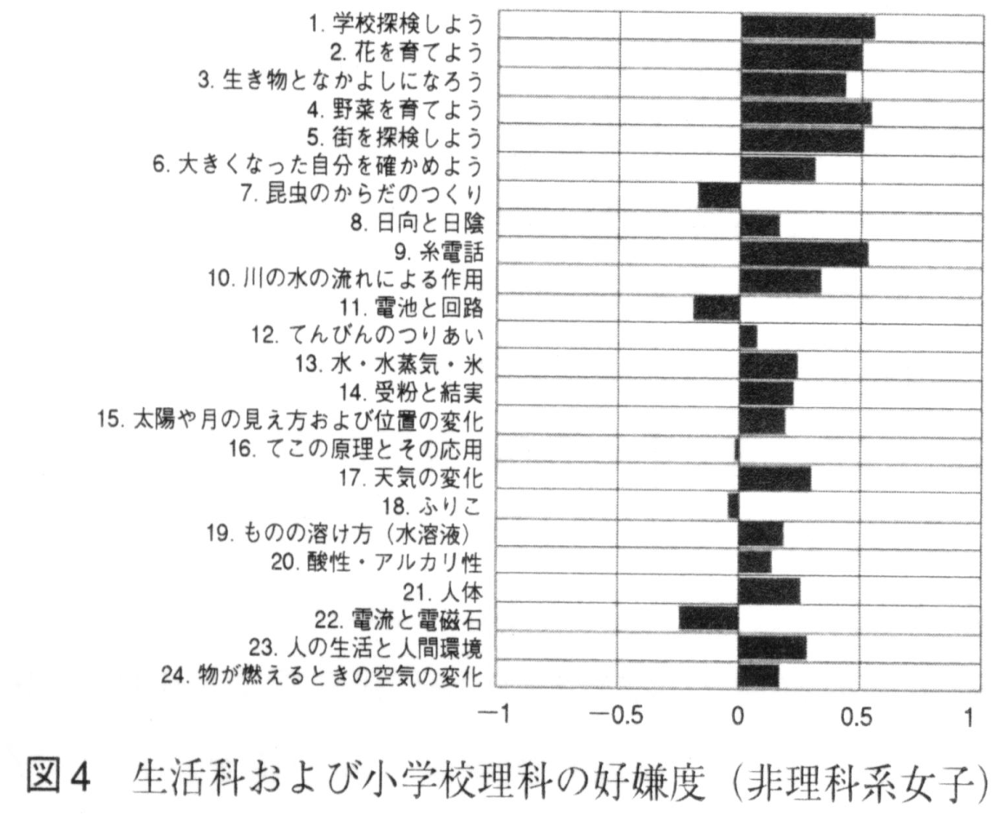 1. 学校探検しよう
2. 花を育てよう
3. 生き物となかよしになろう
4. 野菜を育てよう
5. 街を探検しよう
6. 大きくなった自分を確かめよう
7. 昆虫のからだのつくり
8. 日向と日陰
9. 糸電話
10. 川の水の流れによる作用
11. 電池と回路
12. てんびんのつりあい
13. 水・水蒸気・氷
14. 受粉と結実
15. 太陽や月の見え方および位置の変化
16. てこの原理とその応用
17. 天気の変化
18. ふりこ
19. ものの溶け方（水溶液）
20. 酸性・アルカリ性
21. 人体
22. 電流と電磁石
23. 人の生活と人間環境
24. 物が燃えるときの空気の変化
−1 −0.5 0 0.5 1
図4 生活科および小学校理科の好嫌度（非理科系女子）